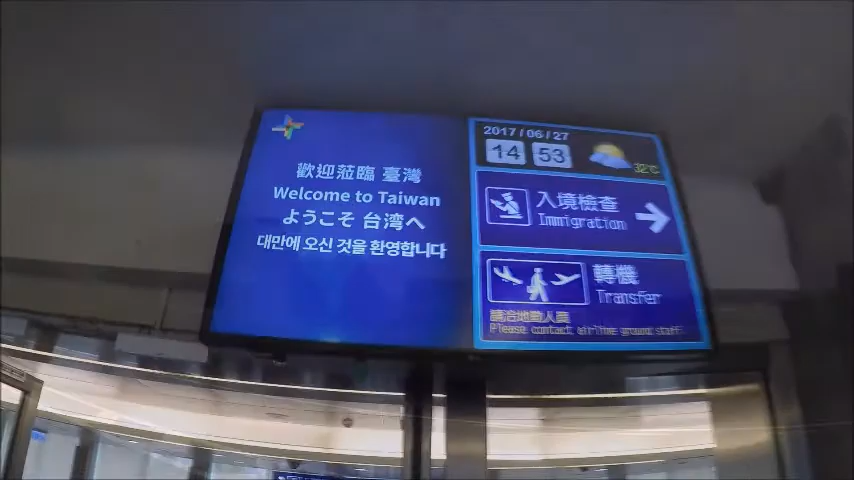 歡迎蒞臨 臺灣
Welcome to Taiwan
ようこそ 台湾へ
대만에 오신 것을 환영합니다
2017 / 06 / 27
14 53
32℃
入境檢查
Immigration
轉機
Transfer
請洽地勤人員
Please contact airline ground staff.